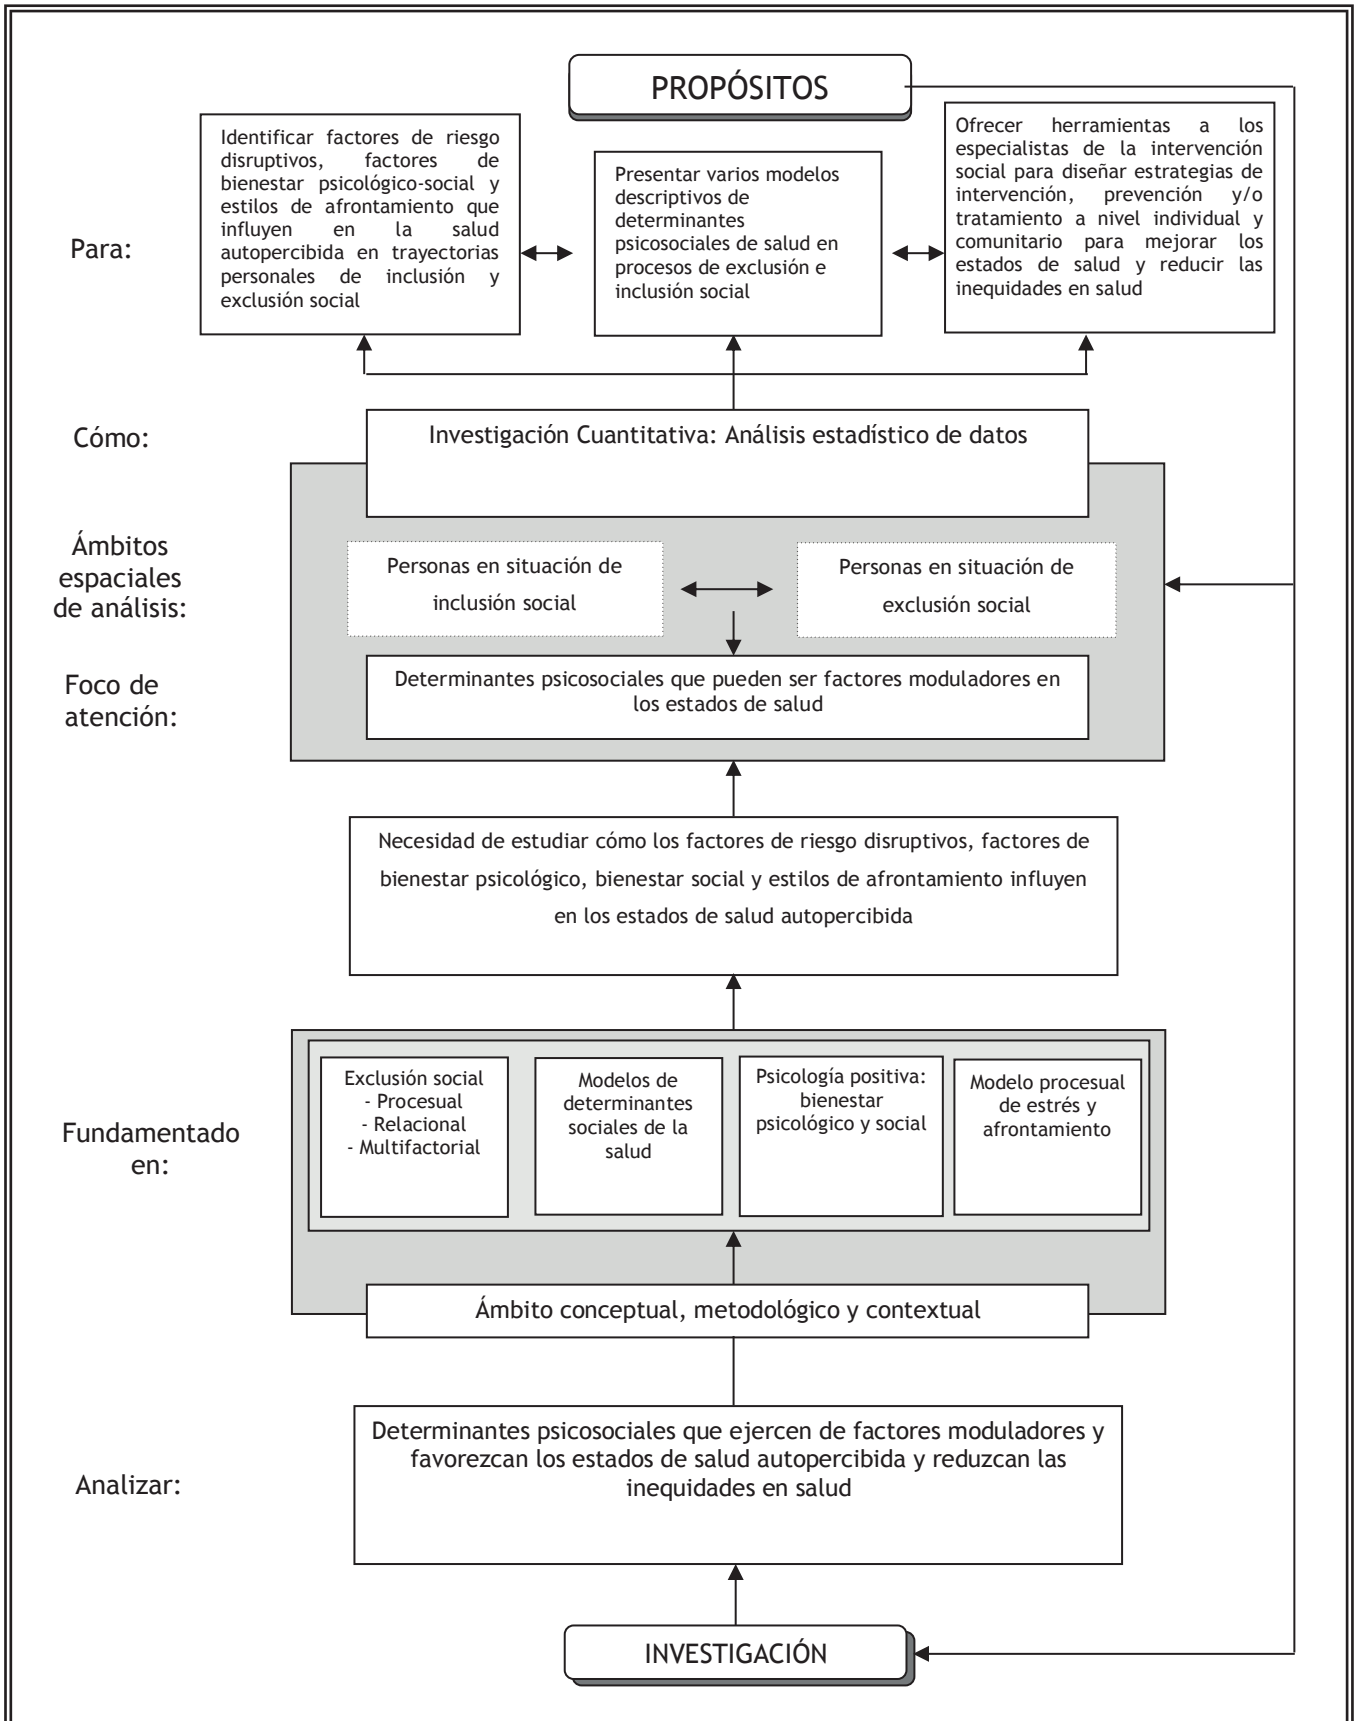 PROPÓSITOS
Para:
Identificar factores de riesgo
disruptivos, factores de
bienestar psicológico-social y
estilos de afrontamiento que
influyen en la salud
autopercibida en trayectorias
personales de inclusión y
exclusión social
Presentar varios modelos
descriptivos de
determinantes
psicosociales de salud en
procesos de exclusión e
inclusión social
Ofrecer herramientas a los
especialistas de la intervención
social para diseñar estrategias de
intervención, prevención y/o
tratamiento a nivel individual y
comunitario para mejorar los
estados de salud y reducir las
inequidades en salud
Cómo:
Investigación Cuantitativa: Análisis estadístico de datos
Ámbitos
espaciales
de análisis:
Personas en situación de
inclusión social
Personas en situación de
exclusión social
Foco de
atención:
Determinantes psicosociales que pueden ser factores moduladores en
los estados de salud
Necesidad de estudiar cómo los factores de riesgo disruptivos, factores de
bienestar psicológico, bienestar social y estilos de afrontamiento influyen
en los estados de salud autopercibida
Fundamentado
en:
Exclusión social
- Procesual
- Relacional
- Multifactorial
Modelos de
determinantes
sociales de la
salud
Psicología positiva:
bienestar
psicológico y social
Modelo procesual
de estrés y
afrontamiento
Ámbito conceptual, metodológico y contextual
Analizar:
Determinantes psicosociales que ejercen de factores moduladores y
favorezcan los estados de salud autopercibida y reduzcan las
inequidades en salud
INVESTIGACIÓN